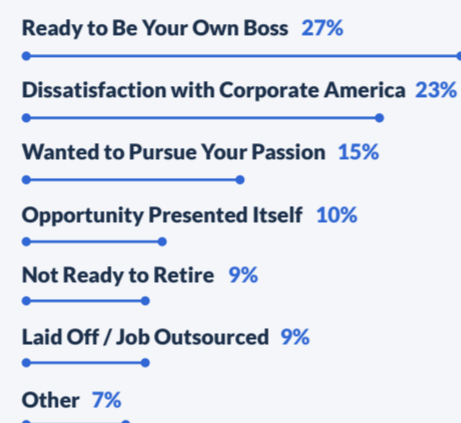 Ready to Be Your Own Boss 27%
Dissatisfaction with Corporate America 23%
Wanted to Pursue Your Passion 15%
Opportunity Presented Itself 10%
Not Ready to Retire 9%
Laid Off / Job Outsourced 9%
Other 7%